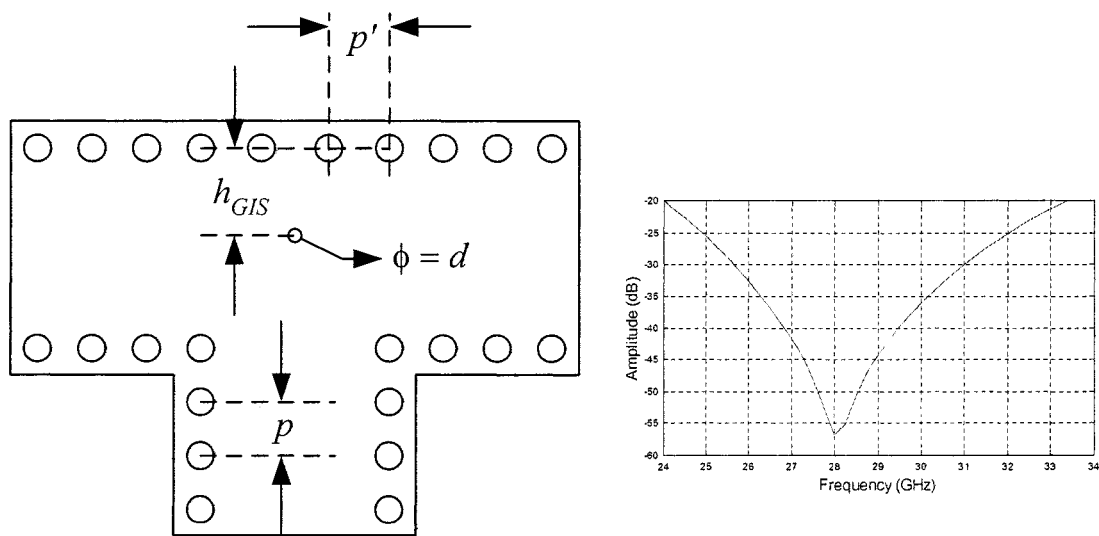 p'
h_GIS
ϕ = d
p
Amplitude (dB)
-20
-25
-30
-35
-40
-45
-50
-55
-60
24 25 26 27 28 29 30 31 32 33 34
Frequency (GHz)